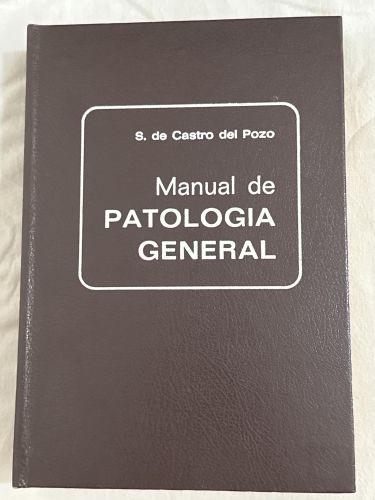 S. de Castro del Pozo
Manual de
PATOLOGIA
GENERAL